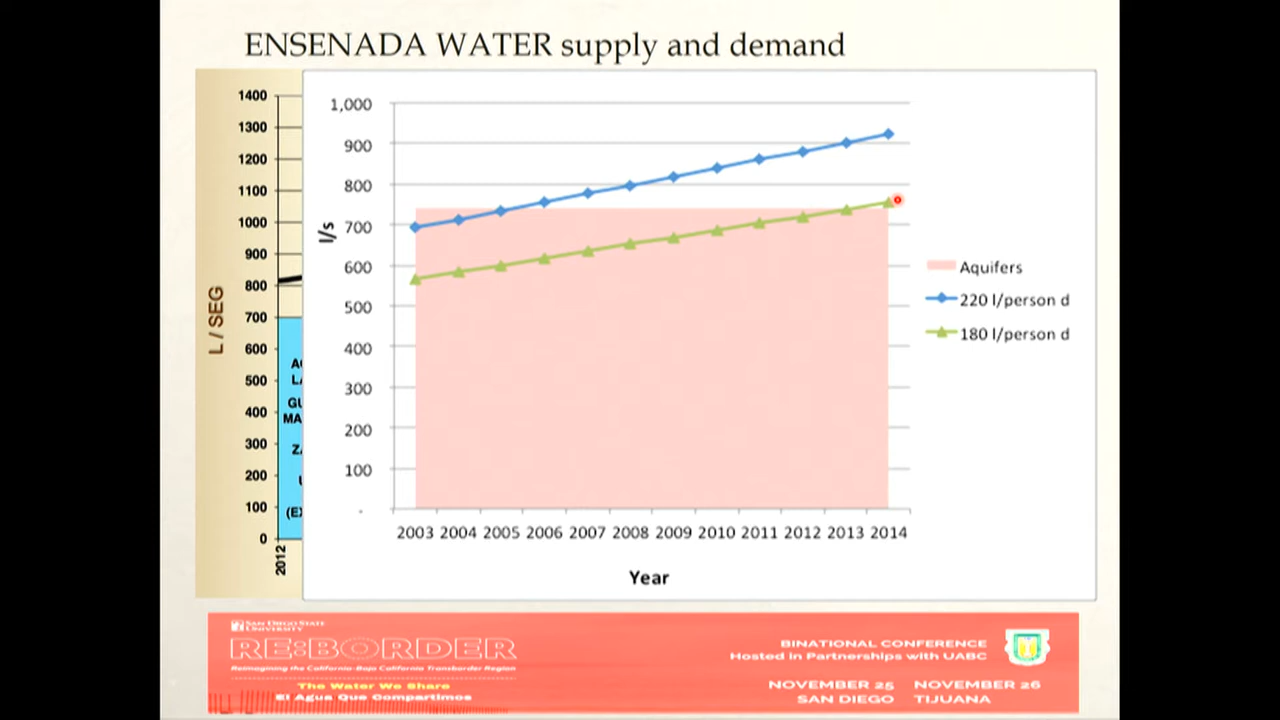 ENSENADA WATER supply and demand
1400
1300
1200
1100
1000
900
800
700
600
500
400
300
200
100
0
L / SEG
2012
1,000
900
800
700
600
500
400
300
200
100
-
l/s
2003 2004 2005 2006 2007 2008 2009 2010 2011 2012 2013 2014
Year
Aquifers
220 l/person d
180 l/person d
SAN DIEGO STATE
UNIVERSITY
RE:BORDER
Reimagining the California-Baja California Transborder Region
The Water We Share
El Agua Que Compartimos
BINATIONAL CONFERENCE
Hosted in Partnerships with UABC
NOVEMBER 25 NOVEMBER 26
SAN DIEGO TIJUANA